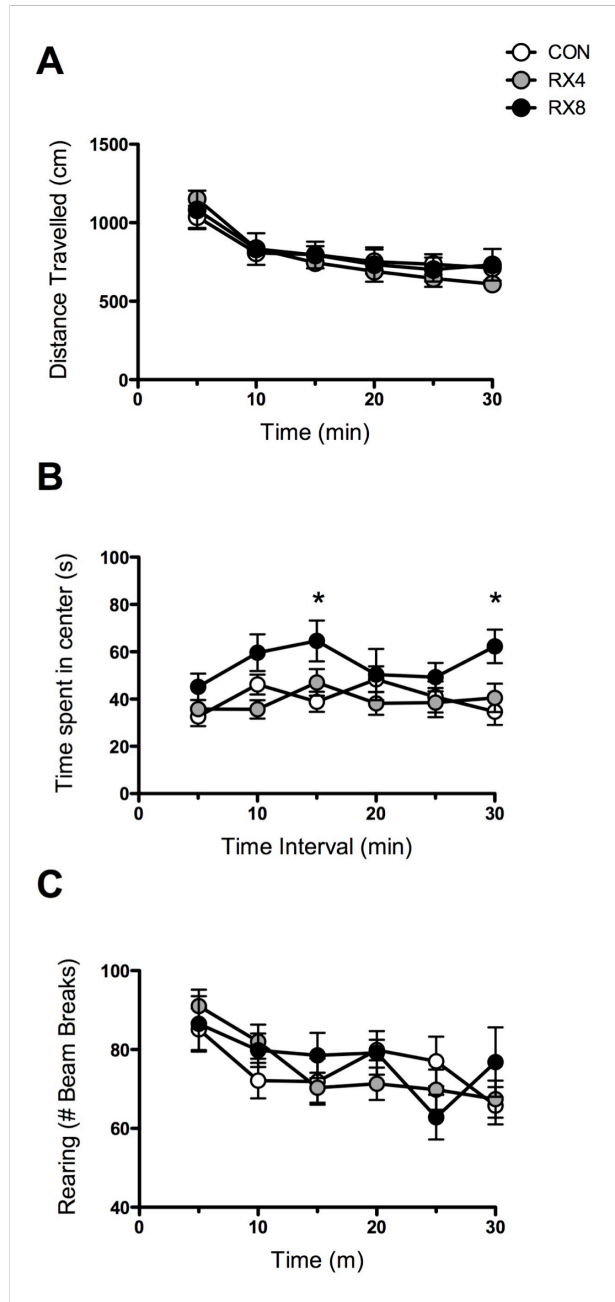 A
CON
RX4
RX8
Distance Travelled (cm)
1500
1000
500
0
0 10 20 30
Time (min)
B
Time spent in center (s)
100
80
60
40
20
0
* *
0 10 20 30
Time Interval (min)
C
Rearing (# Beam Breaks)
100
80
60
40
0 10 20 30
Time (m)